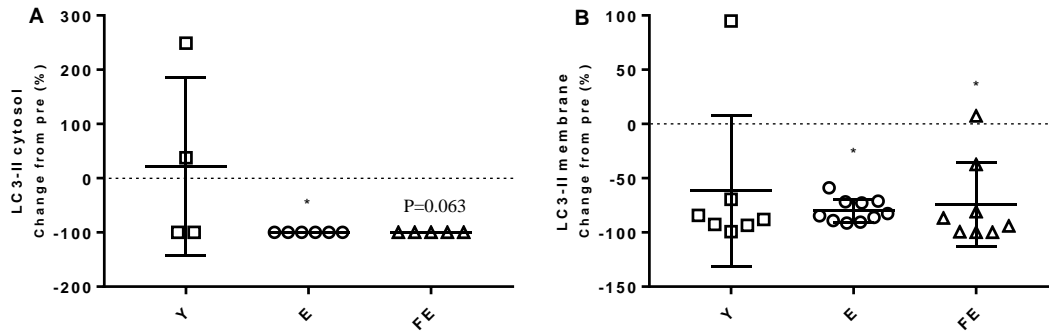 A
LC3-II cytosol
Change from pre (%)
300
200
100
0
-100
-200
*
P=0.063
Y
E
FE
B
LC3-II membrane
Change from pre (%)
100
50
0
-50
-100
-150
*
*
Y
E
FE